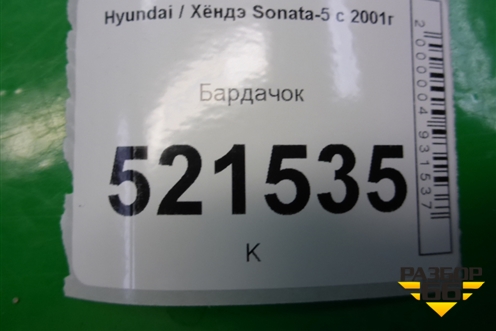 Hyundai / Хёндэ Sonata-5 с 2001г
Бардачок
521535
К
2000004931537
РАЗБОР